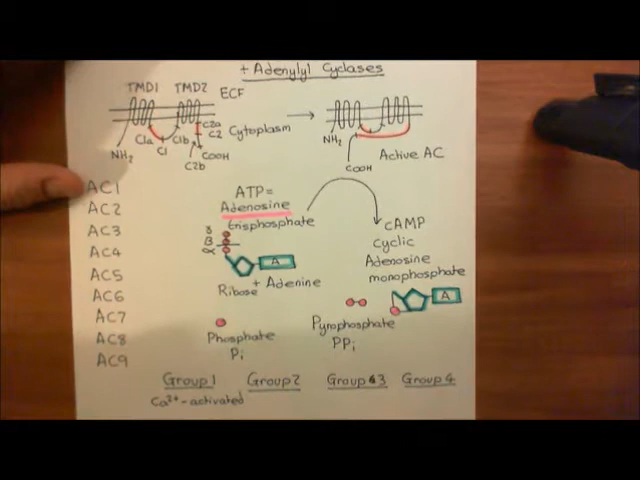 + Adenylyl Cyclases
TMD1 TMD2 ECF
C2a
C1a C1b C2 Cytoplasm
C1
NH2 COOH
C2b
NH2
COOH
Active AC
AC1
AC2
AC3
AC4
AC5
AC6
AC7
AC8
AC9
ATP=
Adenosine
trisphosphate
γ
β
α
A
Ribose + Adenine
cAMP
Cyclic
Adenosine
monophosphate
A
Phosphate
Pi
Pyrophosphate
PPi
Group 1 Group 2 Group 3 Group 4
Ca2+-activated